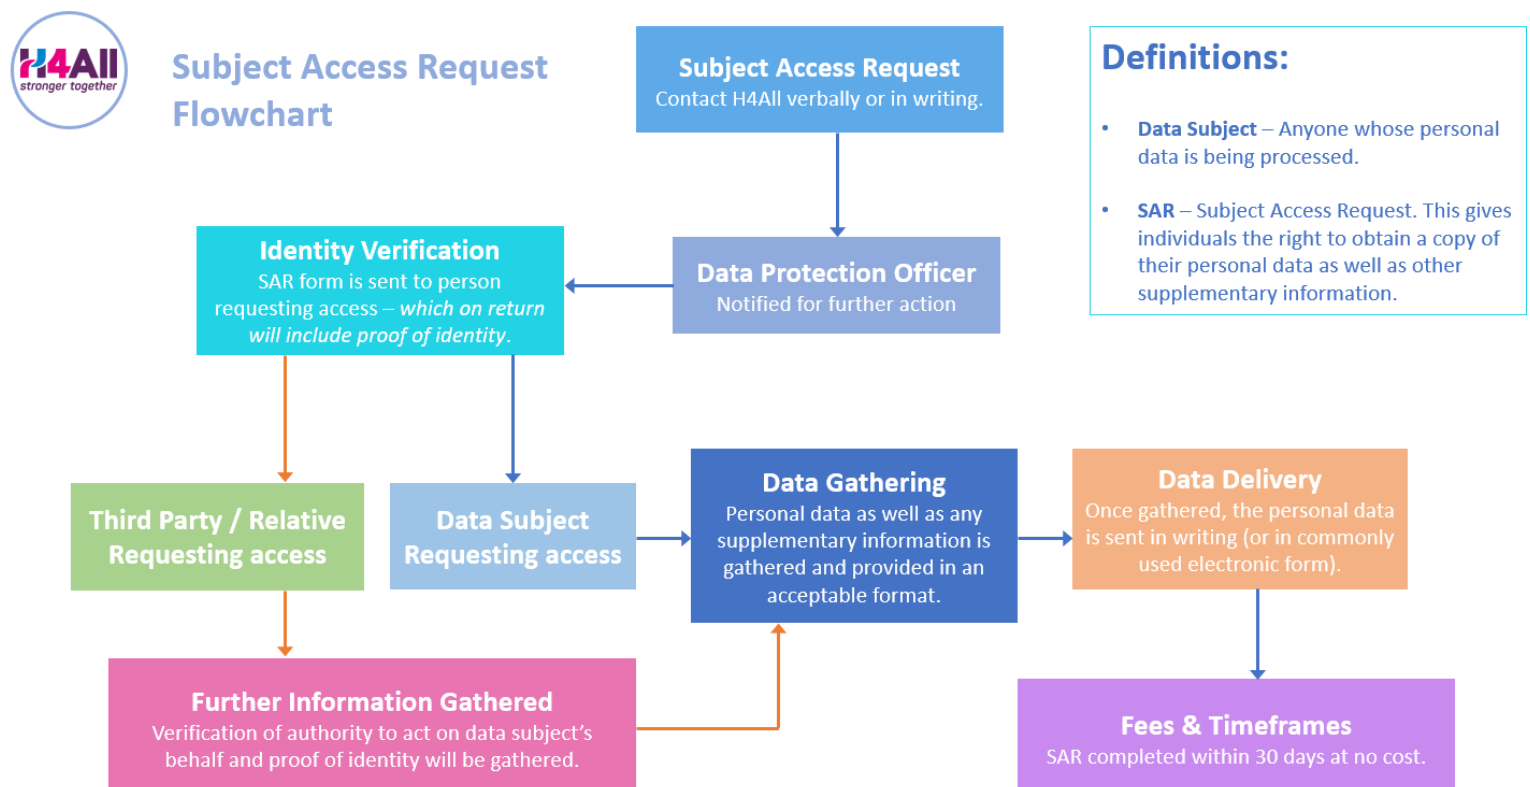 H4All
stronger together
Subject Access Request
Flowchart
Subject Access Request
Contact H4All verbally or in writing.
Definitions:
• Data Subject – Anyone whose personal
data is being processed.
• SAR – Subject Access Request. This gives
individuals the right to obtain a copy of
their personal data as well as other
supplementary information.
Data Protection Officer
Notified for further action
Identity Verification
SAR form is sent to person
requesting access – which on return
will include proof of identity.
Third Party / Relative
Requesting access
Data Subject
Requesting access
Data Gathering
Personal data as well as any
supplementary information is
gathered and provided in an
acceptable format.
Data Delivery
Once gathered, the personal data
is sent in writing (or in commonly
used electronic form).
Further Information Gathered
Verification of authority to act on data subject’s
behalf and proof of identity will be gathered.
Fees & Timeframes
SAR completed within 30 days at no cost.